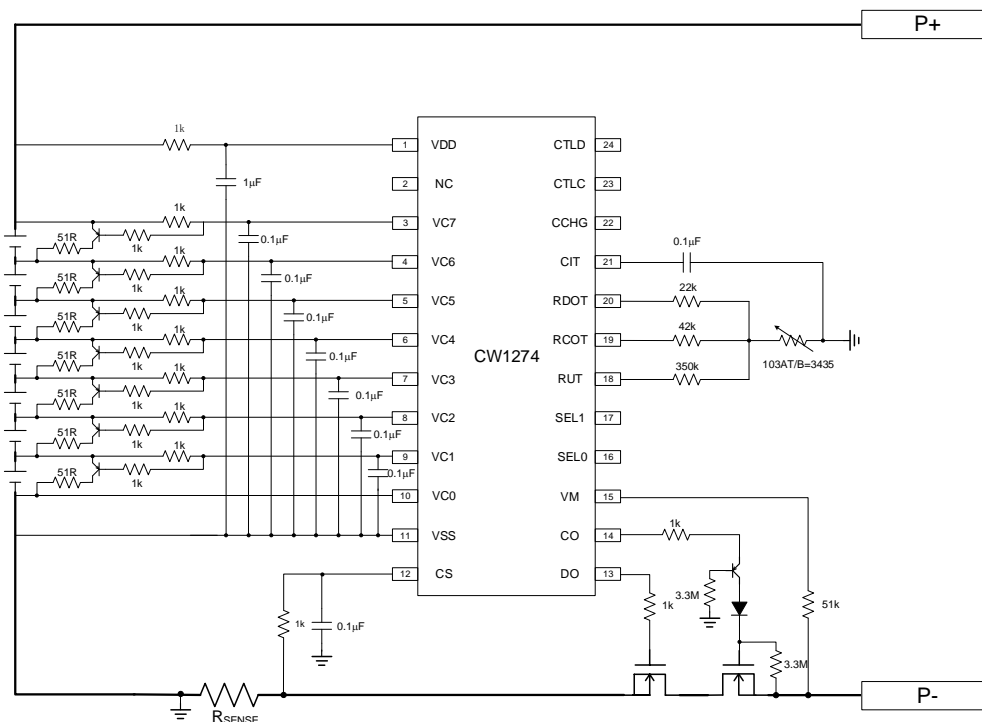 P+
1k
1 VDD CTLD 24
1µF
2 NC CTLC 23
1k
3 VC7 CCHG 22
51R
1k
0.1µF
1k
4 VC6 CIT 21
0.1µF
51R
1k
0.1µF
1k
5 VC5 RDOT 20
22k
51R
1k
0.1µF
1k
6 VC4 RCOT 19
42k
CW1274
103AT/B=3435
51R
1k
0.1µF
1k
7 VC3 RUT 18
350k
51R
1k
0.1µF
1k
8 VC2 SEL1 17
51R
1k
0.1µF
1k
9 VC1 SEL0 16
51R
1k
0.1µF
10 VC0 VM 15
11 VSS CO 14
1k
12 CS DO 13
3.3M
51k
1k
0.1µF
1k
3.3M
RSENSE
P-